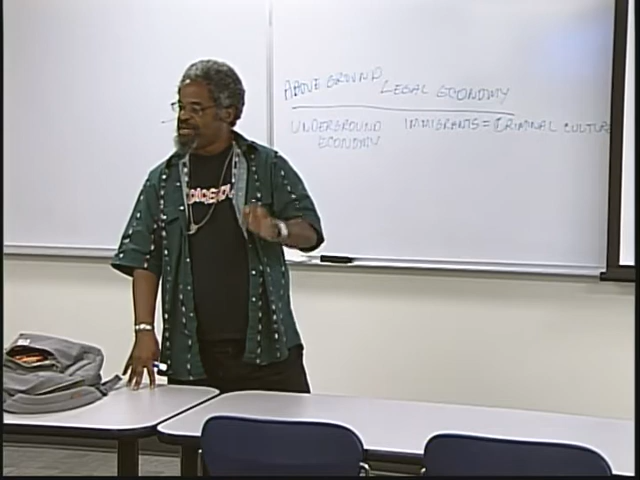 ABOVE GROUND LEGAL ECONOMY
UNDERGROUND IMMIGRANTS = CRIMINAL CULTURE
ECONOMY